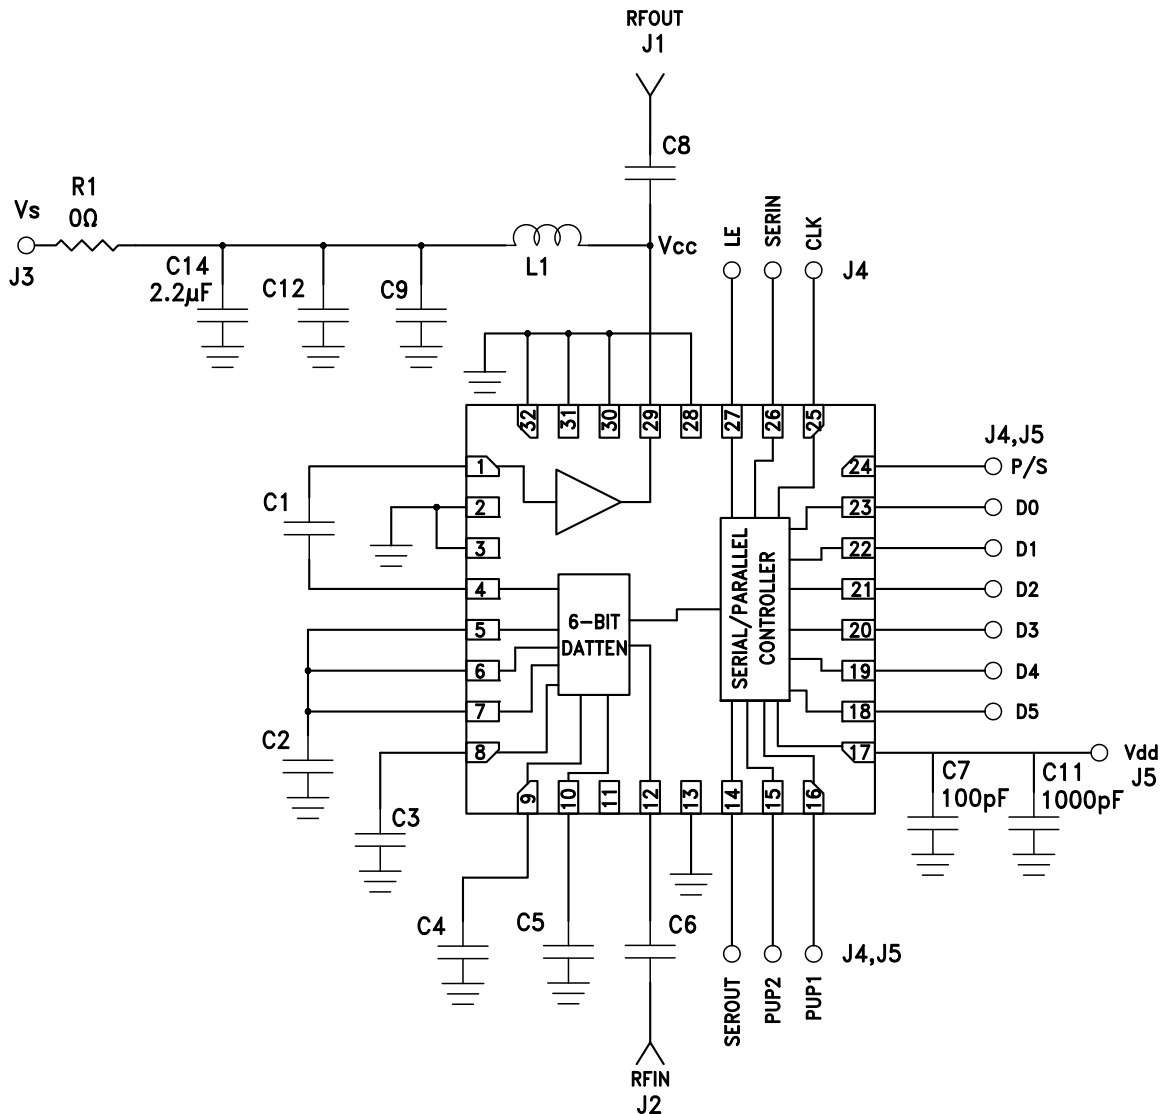 RFOUT
J1
C8
R1
0Ω
Vs
J3
C14
2.2µF
C12
C9
L1
Vcc
LE
SERIN
CLK
J4
32
31
30
29
28
27
26
25
J4,J5
1
24
P/S
C1
2
23
D0
3
22
D1
4
21
D2
6-BIT
DATTEN
SERIAL/PARALLEL
CONTROLLER
5
20
D3
6
19
D4
7
18
D5
C2
8
17
Vdd
J5
C7
100pF
C11
1000pF
9
10
11
12
13
14
15
16
C3
C4
C5
C6
J4,J5
SEROUT
PUP2
PUP1
RFIN
J2